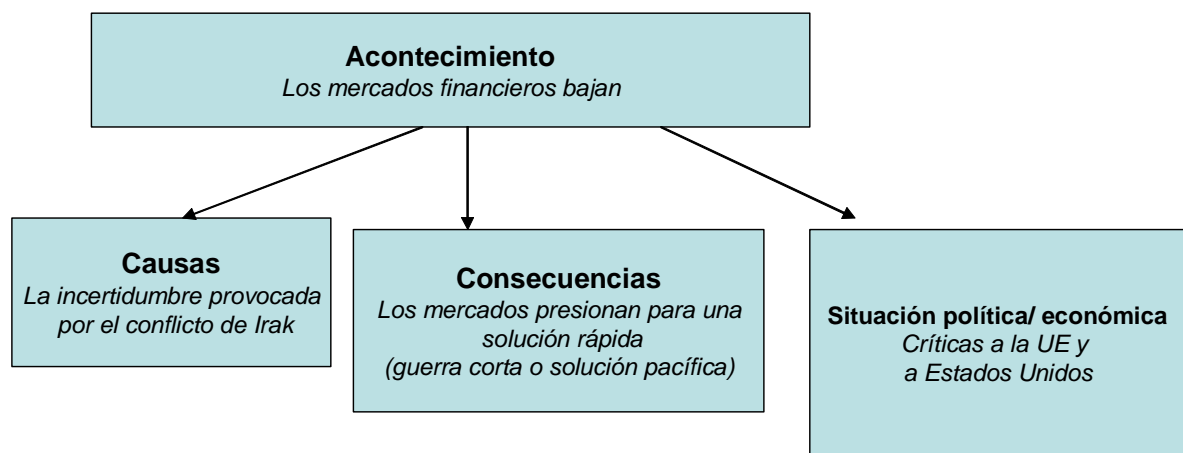 Acontecimiento
Los mercados financieros bajan
Causas
La incertidumbre provocada
por el conflicto de Irak
Consecuencias
Los mercados presionan para una
solución rápida
(guerra corta o solución pacífica)
Situación política/ económica
Críticas a la UE y
a Estados Unidos